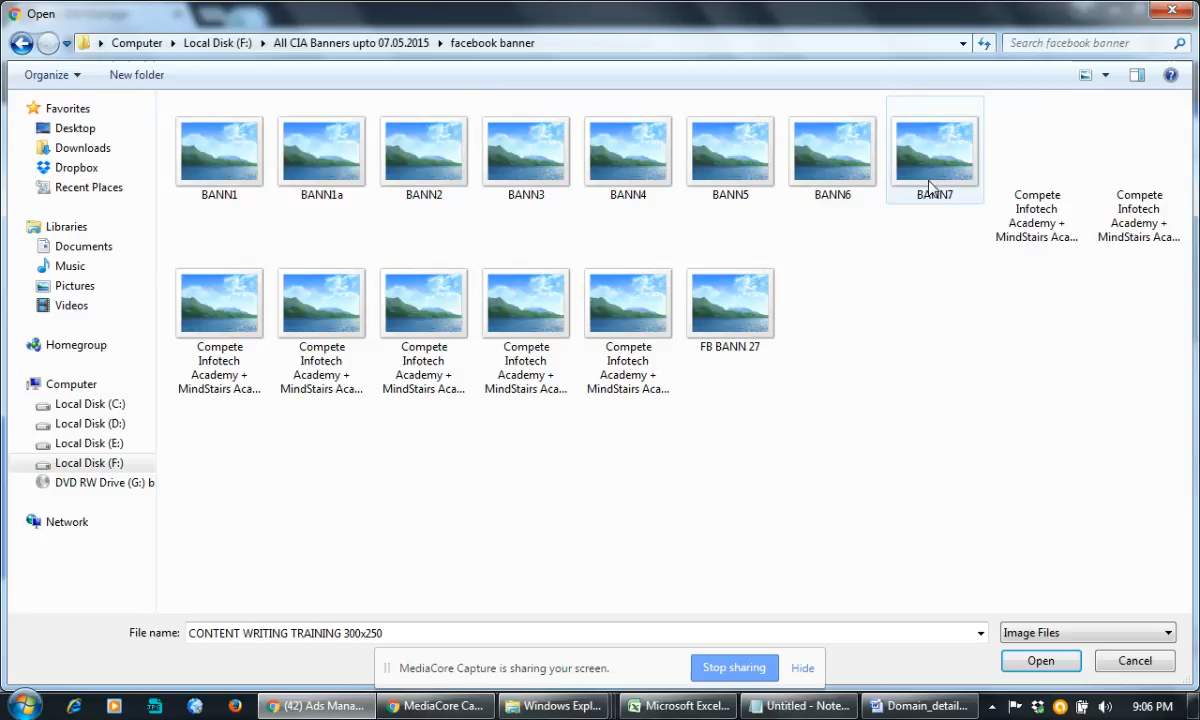 Open
Computer
Local Disk (F:)
All CIA Banners upto 07.05.2015
facebook banner
Search facebook banner
Organize
New folder
Favorites
Desktop
Downloads
Dropbox
Recent Places
Libraries
Documents
Music
Pictures
Videos
Homegroup
Computer
Local Disk (C:)
Local Disk (D:)
Local Disk (E:)
Local Disk (F:)
DVD RW Drive (G:) b
Network
BANN1
BANN1a
BANN2
BANN3
BANN4
BANN5
BANN6
BANN7
Compete
Infotech
Academy +
MindStairs Aca...
Compete
Infotech
Academy +
MindStairs Aca...
Compete
Infotech
Academy +
MindStairs Aca...
Compete
Infotech
Academy +
MindStairs Aca...
Compete
Infotech
Academy +
MindStairs Aca...
Compete
Infotech
Academy +
MindStairs Aca...
Compete
Infotech
Academy +
MindStairs Aca...
FB BANN 27
File name:
CONTENT WRITING TRAINING 300x250
Image Files
Open
Cancel
MediaCore Capture is sharing your screen.
Stop sharing
Hide
(42) Ads Mana...
MediaCore Ca...
Windows Expl...
Microsoft Excel...
Untitled - Note...
Domain_detail...
9:06 PM